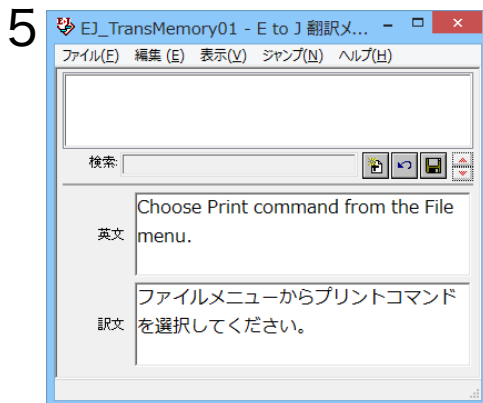 5
EJ_TransMemory01 - E to J 翻訳メ...
ファイル(F) 編集 (E) 表示(V) ジャンプ(N) ヘルプ(H)
検索:
英文
Choose Print command from the File
menu.
訳文
ファイルメニューからプリントコマンド
を選択してください。